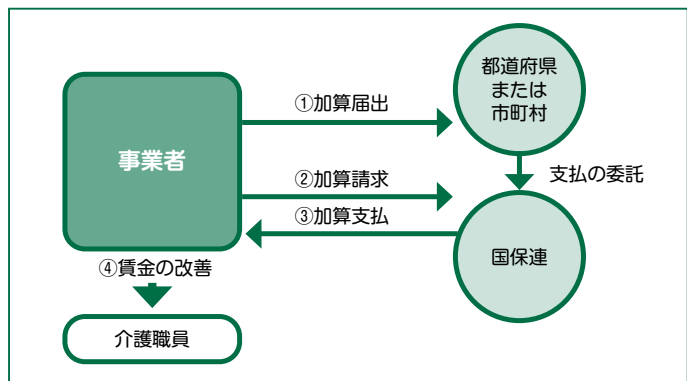 都道府県
または
市町村
①加算届出
事業者
②加算請求
支払の委託
③加算支払
国保連
④賃金の改善
介護職員